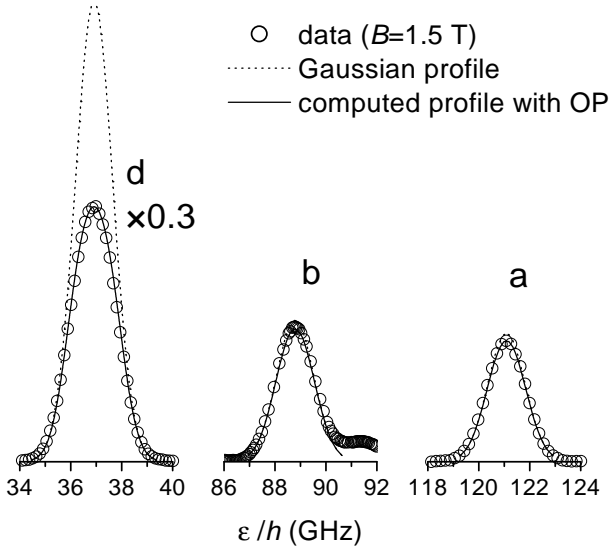 data (B=1.5 T)
Gaussian profile
computed profile with OP
d
×0.3
b
a
34 36 38 40
86 88 90 92
118 120 122 124
ε/h (GHz)